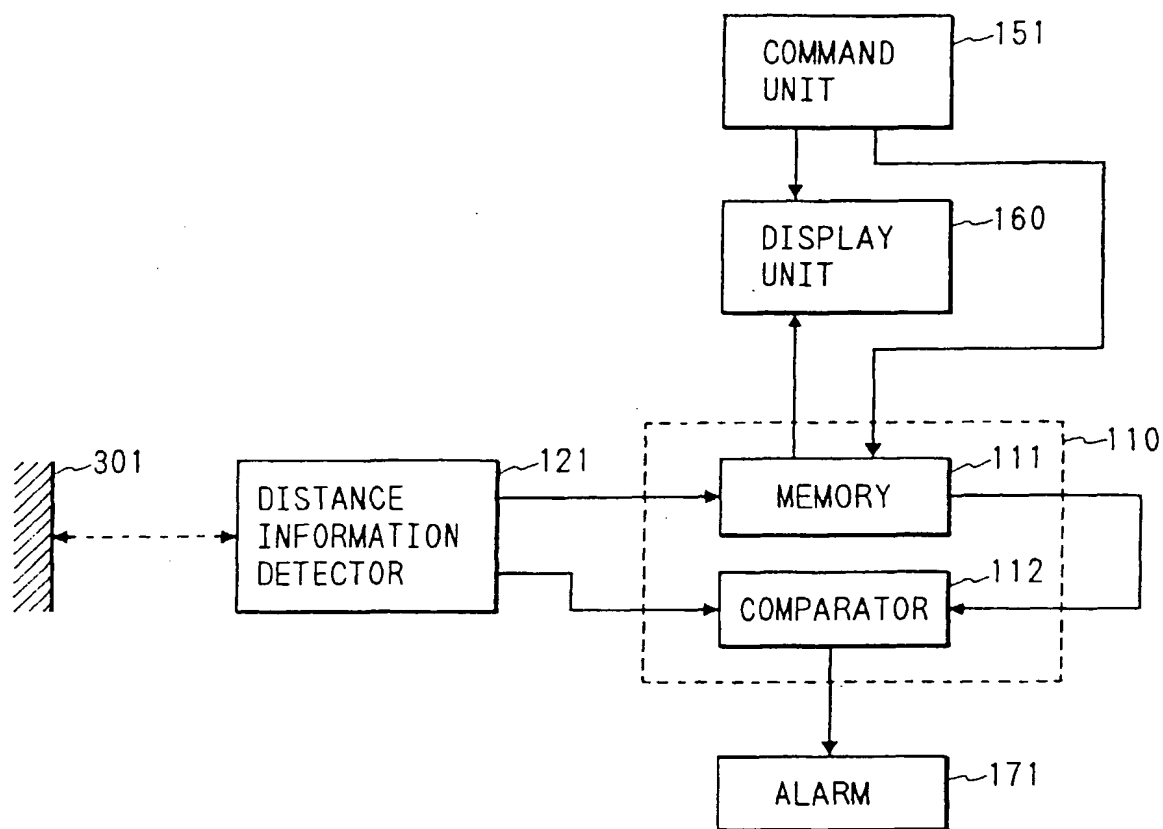 COMMAND
UNIT
151
DISPLAY
UNIT
160
110
301
DISTANCE
INFORMATION
DETECTOR
121
MEMORY
111
COMPARATOR
112
ALARM
171